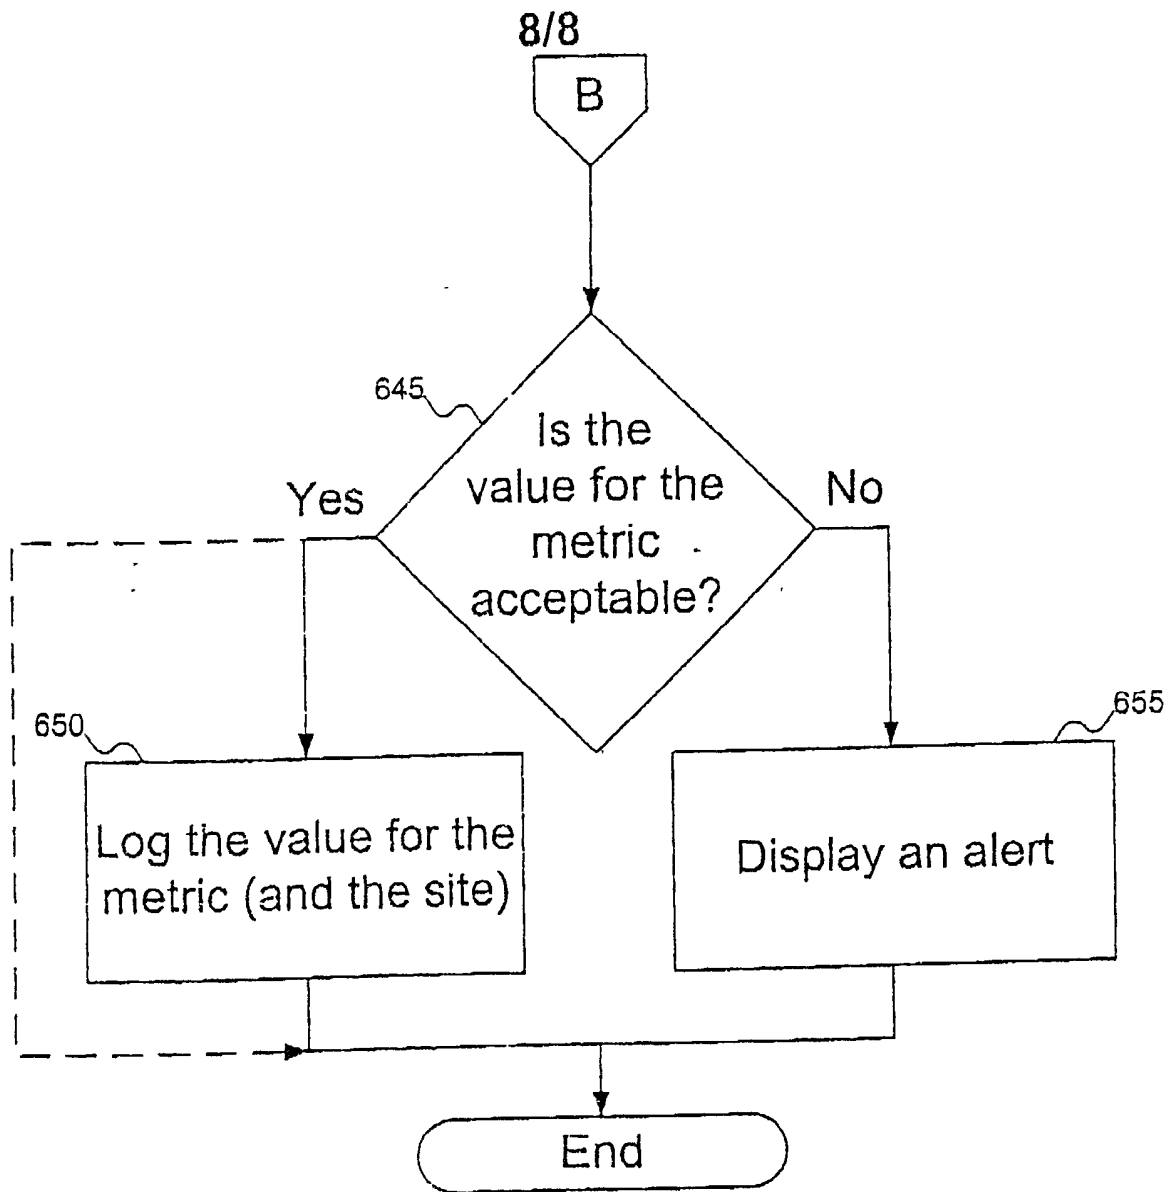 8/8
B
645
Is the
value for the
metric
acceptable?
Yes
No
650
655
Log the value for the
metric (and the site)
Display an alert
End